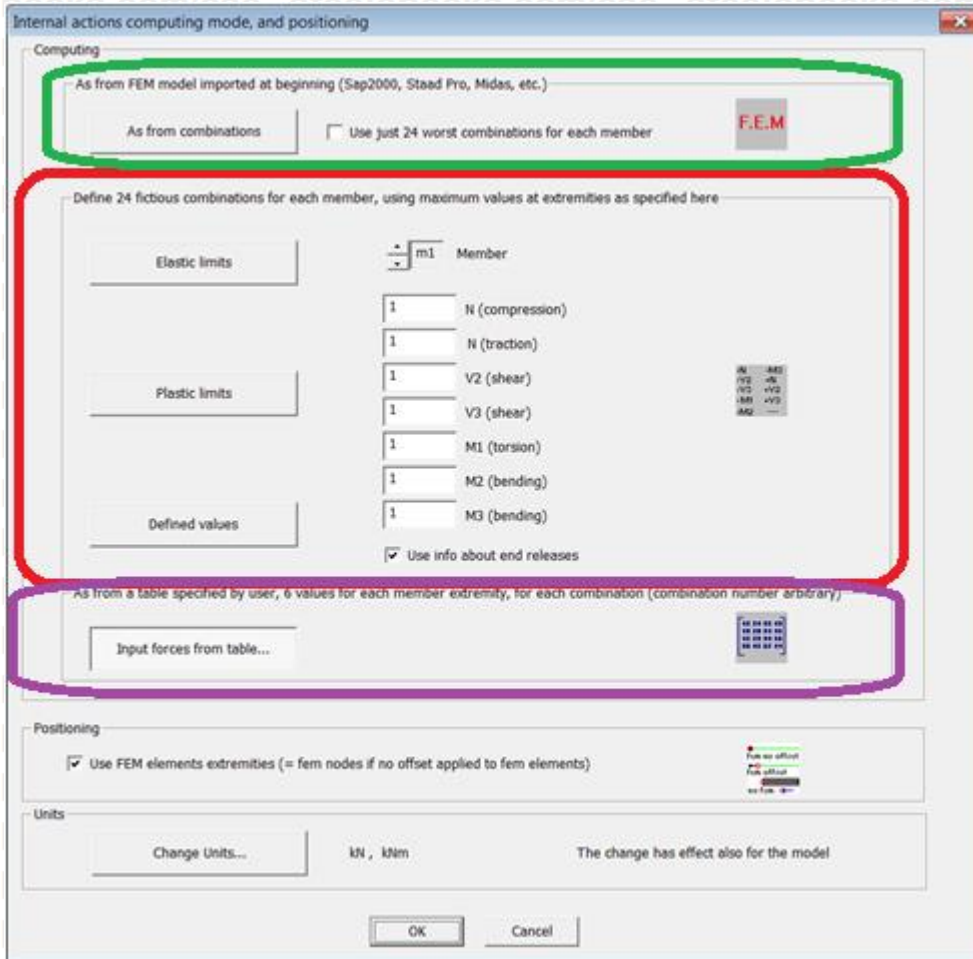 Internal actions computing mode, and positioning
Computing
As from FEM model imported at beginning (Sap2000, Staad Pro, Midas, etc.)
As from combinations
Use just 24 worst combinations for each member
F.E.M
Define 24 fictious combinations for each member, using maximum values at extremities as specified here
Elastic limits
m1 Member
1 N (compression)
1 N (traction)
1 V2 (shear)
Plastic limits
1 V3 (shear)
1 M1 (torsion)
1 M2 (bending)
1 M3 (bending)
Defined values
Use info about end releases
As from a table specified by user, 6 values for each member extremity, for each combination (combination number arbitrary)
Input forces from table...
Positioning
Use FEM elements extremities (= fem nodes if no offset applied to fem elements)
Units
Change Units...
kN , kNm
The change has effect also for the model
OK
Cancel